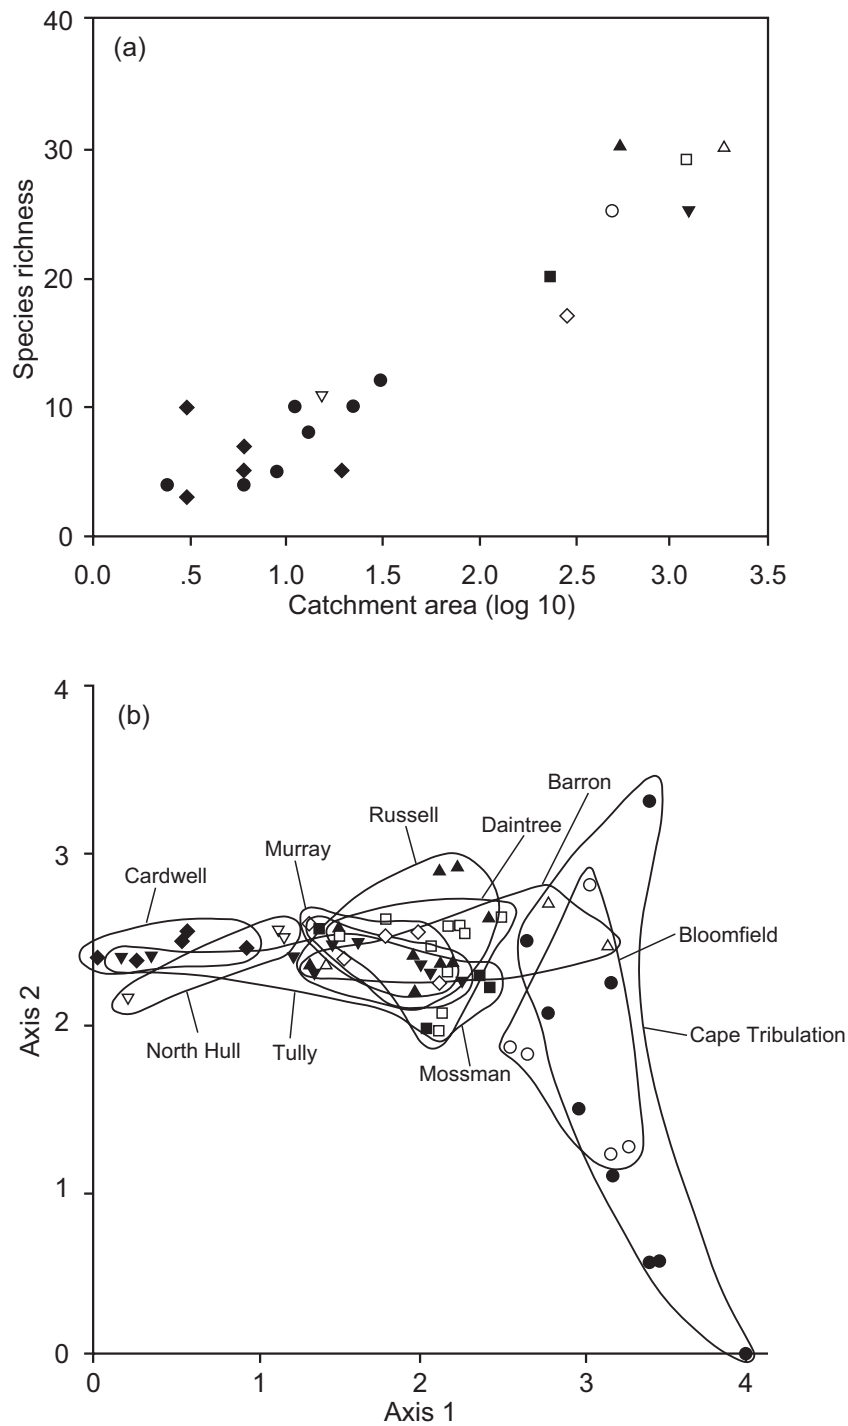 (a)
40
30
20
10
0
Species richness
0.0 .5 1.0 1.5 2.0 2.5 3.0 3.5
Catchment area (log 10)
(b)
4
3
2
1
0
Axis 2
Barron
Russell
Daintree
Murray
Cardwell
Bloomfield
Cape Tribulation
North Hull
Tully
Mossman
0 1 2 3 4
Axis 1